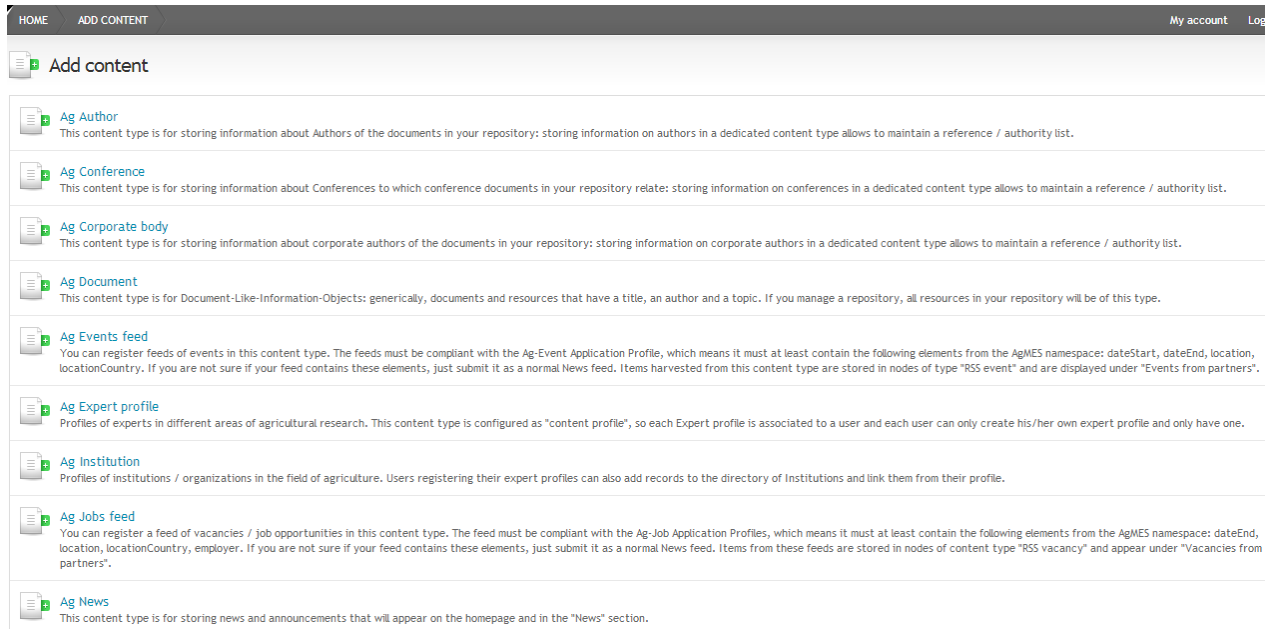 HOME ADD CONTENT My account Log
Add content
Ag Author
This content type is for storing information about Authors of the documents in your repository: storing information on authors in a dedicated content type allows to maintain a reference / authority list.
Ag Conference
This content type is for storing information about Conferences to which conference documents in your repository relate: storing information on conferences in a dedicated content type allows to maintain a reference / authority list.
Ag Corporate body
This content type is for storing information about corporate authors of the documents in your repository: storing information on corporate authors in a dedicated content type allows to maintain a reference / authority list.
Ag Document
This content type is for Document-Like-Information-Objects: generically, documents and resources that have a title, an author and a topic. If you manage a repository, all resources in your repository will be of this type.
Ag Events feed
You can register feeds of events in this content type. The feeds must be compliant with the Ag-Event Application Profile, which means it must at least contain the following elements from the AgMES namespace: dateStart, dateEnd, location,
locationCountry. If you are not sure if your feed contains these elements, just submit it as a normal News feed. Items harvested from this content type are stored in nodes of type "RSS event" and are displayed under "Events from partners".
Ag Expert profile
Profiles of experts in different areas of agricultural research. This content type is configured as "content profile", so each Expert profile is associated to a user and each user can only create his/her own expert profile and only have one.
Ag Institution
Profiles of institutions / organizations in the field of agriculture. Users registering their expert profiles can also add records to the directory of Institutions and link them from their profile.
Ag Jobs feed
You can register a feed of vacancies / job opportunities in this content type. The feed must be compliant with the Ag-Job Application Profiles, which means it must at least contain the following elements from the AgMES namespace: dateEnd,
location, locationCountry, employer. If you are not sure if your feed contains these elements, just submit it as a normal News feed. Items from these feeds are stored in nodes of content type "RSS vacancy" and appear under "Vacancies from
partners".
Ag News
This content type is for storing news and announcements that will appear on the homepage and in the "News" section.